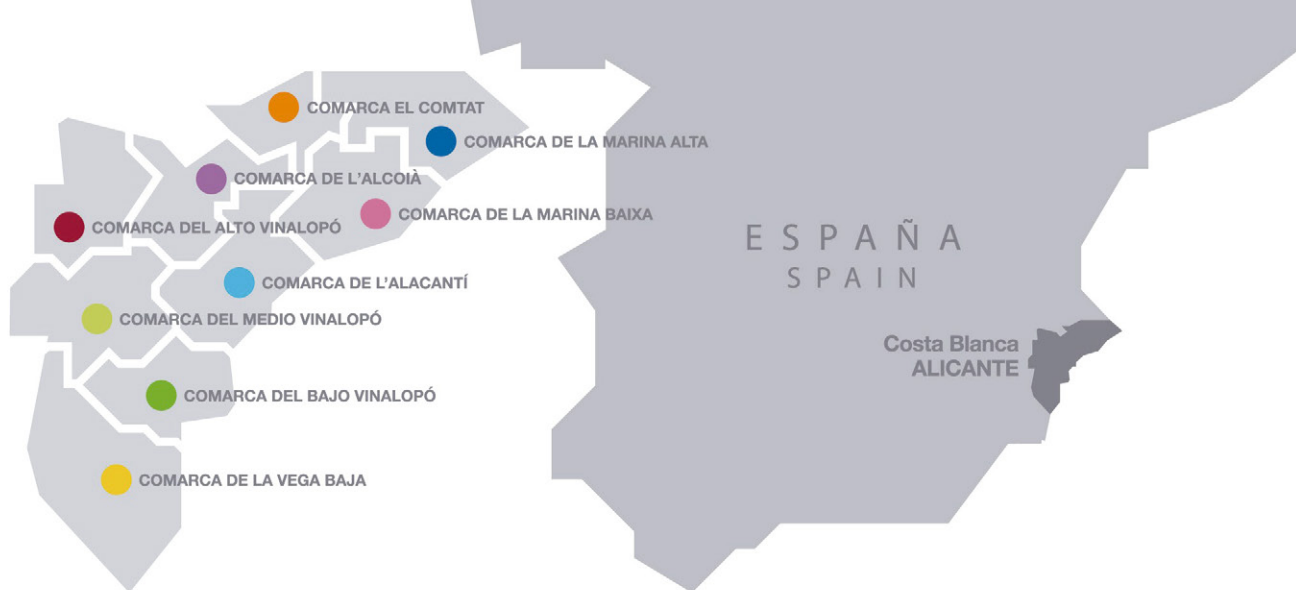 COMARCA EL COMTAT
COMARCA DE LA MARINA ALTA
COMARCA DE L'ALCOIÀ
COMARCA DE LA MARINA BAIXA
COMARCA DEL ALTO VINALOPÓ
COMARCA DE L'ALACANTÍ
COMARCA DEL MEDIO VINALOPÓ
COMARCA DEL BAJO VINALOPÓ
COMARCA DE LA VEGA BAJA
ESPAÑA
SPAIN
Costa Blanca
ALICANTE